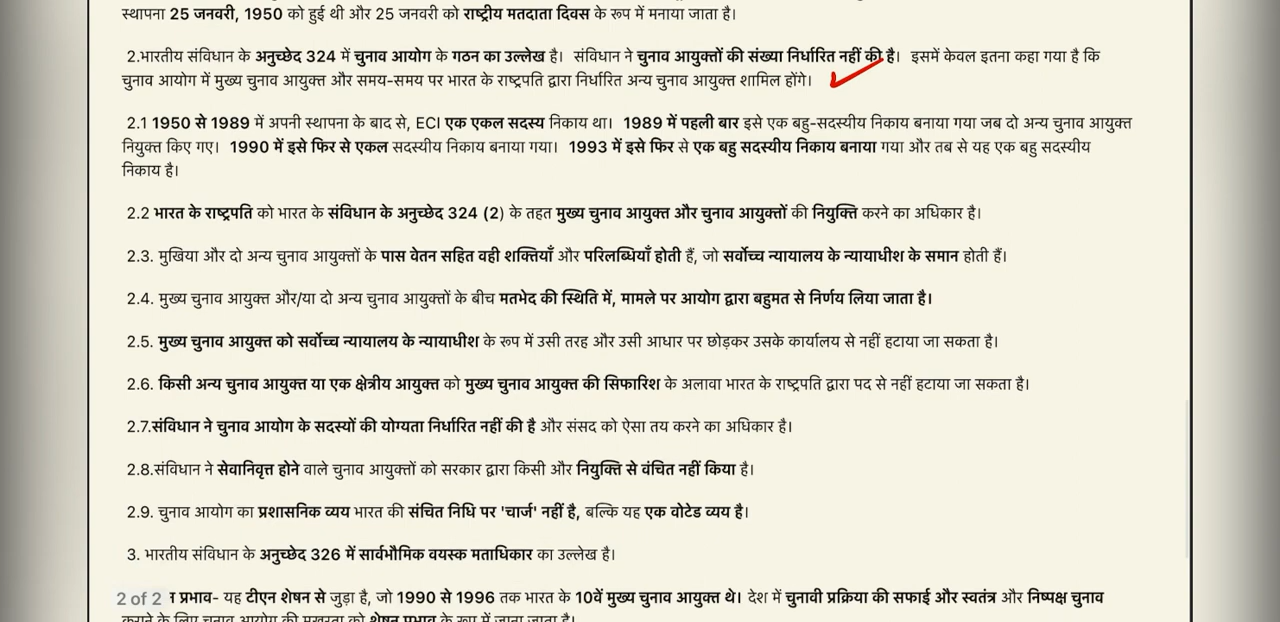 स्थापना 25 जनवरी, 1950 को हुई थी और 25 जनवरी को राष्ट्रीय मतदाता दिवस के रूप में मनाया जाता है।
2.भारतीय संविधान के अनुच्छेद 324 में चुनाव आयोग के गठन का उल्लेख है। संविधान ने चुनाव आयुक्तों की संख्या निर्धारित नहीं की है। इसमें केवल इतना कहा गया है कि
चुनाव आयोग में मुख्य चुनाव आयुक्त और समय-समय पर भारत के राष्ट्रपति द्वारा निर्धारित अन्य चुनाव आयुक्त शामिल होंगे।
2.1 1950 से 1989 में अपनी स्थापना के बाद से, ECI एक एकल सदस्य निकाय था। 1989 में पहली बार इसे एक बहु-सदस्यीय निकाय बनाया गया जब दो अन्य चुनाव आयुक्त
नियुक्त किए गए। 1990 में इसे फिर से एकल सदस्यीय निकाय बनाया गया। 1993 में इसे फिर से एक बहु सदस्यीय निकाय बनाया गया और तब से यह एक बहु सदस्यीय
निकाय है।
2.2 भारत के राष्ट्रपति को भारत के संविधान के अनुच्छेद 324 (2) के तहत मुख्य चुनाव आयुक्त और चुनाव आयुक्तों की नियुक्ति करने का अधिकार है।
2.3. मुखिया और दो अन्य चुनाव आयुक्तों के पास वेतन सहित वही शक्तियाँ और परिलब्धियाँ होती हैं, जो सर्वोच्च न्यायालय के न्यायाधीश के समान होती हैं।
2.4. मुख्य चुनाव आयुक्त और/या दो अन्य चुनाव आयुक्तों के बीच मतभेद की स्थिति में, मामले पर आयोग द्वारा बहुमत से निर्णय लिया जाता है।
2.5. मुख्य चुनाव आयुक्त को सर्वोच्च न्यायालय के न्यायाधीश के रूप में उसी तरह और उसी आधार पर छोड़कर उसके कार्यालय से नहीं हटाया जा सकता है।
2.6. किसी अन्य चुनाव आयुक्त या एक क्षेत्रीय आयुक्त को मुख्य चुनाव आयुक्त की सिफारिश के अलावा भारत के राष्ट्रपति द्वारा पद से नहीं हटाया जा सकता है।
2.7.संविधान ने चुनाव आयोग के सदस्यों की योग्यता निर्धारित नहीं की है और संसद को ऐसा तय करने का अधिकार है।
2.8.संविधान ने सेवानिवृत्त होने वाले चुनाव आयुक्तों को सरकार द्वारा किसी और नियुक्ति से वंचित नहीं किया है।
2.9. चुनाव आयोग का प्रशासनिक व्यय भारत की संचित निधि पर 'चार्ज' नहीं है, बल्कि यह एक वोटेड व्यय है।
3. भारतीय संविधान के अनुच्छेद 326 में सार्वभौमिक वयस्क मताधिकार का उल्लेख है।
2 of 2 प्रभाव- यह टीएन शेषन से जुड़ा है, जो 1990 से 1996 तक भारत के 10वें मुख्य चुनाव आयुक्त थे। देश में चुनावी प्रक्रिया की सफाई और स्वतंत्र और निष्पक्ष चुनाव
कराने के लिए चुनाव आयोग की मुखरता को शेषन प्रभाव के रूप में जाना जाता है।